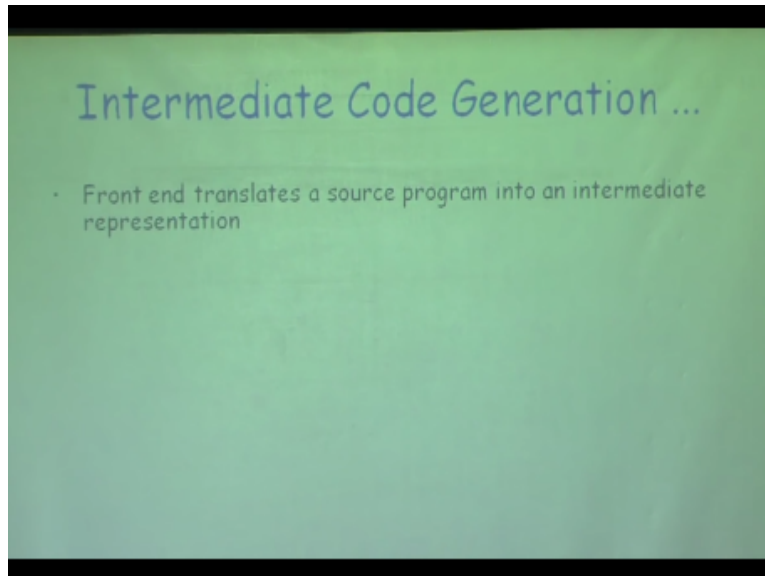 Intermediate Code Generation ...
• Front end translates a source program into an intermediate
representation